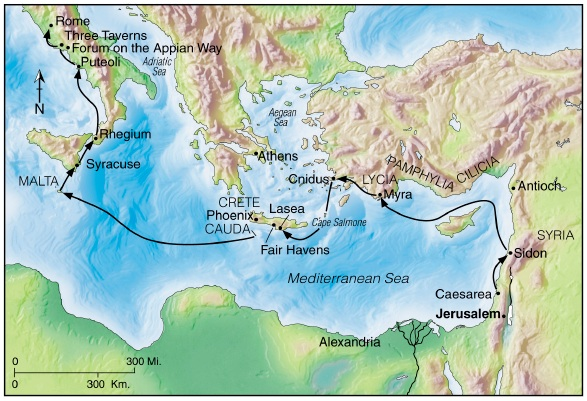 Rome
Three Taverns
Forum on the Appian Way
Puteoli
Adriatic
Sea
N
Aegean
Sea
Rhegium
Athens
Syracuse
MALTA
Cnidus
LYCIA
PAMPHYLIA
CILICIA
Myra
Antioch
CRETE
Lasea
Phoenix
CAUDA
Cape Salmone
Fair Havens
SYRIA
Sidon
Mediterranean Sea
Caesarea
Jerusalem
Alexandria
0 300 Mi.
0 300 Km.